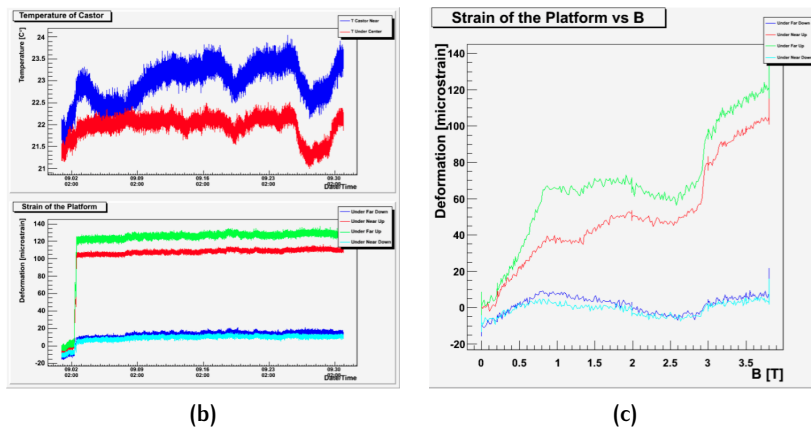 Temperature of Castor
T Castor Near
T Under Center
Temperature [C°]
24
23.5
23
22.5
22
21.5
21
09.02 02:00
09.09 02:00
09.16 02:00
09.23 02:00
09.30 02:00
Date/Time
Strain of the Platform
Under Far Down
Under Near Up
Under Far Up
Under Near Down
Deformation [microstrain]
140
120
100
80
60
40
20
0
-20
09.02 02:00
09.09 02:00
09.16 02:00
09.23 02:00
09.30 02:00
Date/Time
(b)
Strain of the Platform vs B
Under Far Down
Under Near Up
Under Far Up
Under Near Down
Deformation [microstrain]
140
120
100
80
60
40
20
0
-20
0
0.5
1
1.5
2
2.5
3
3.5
B [T]
(c)